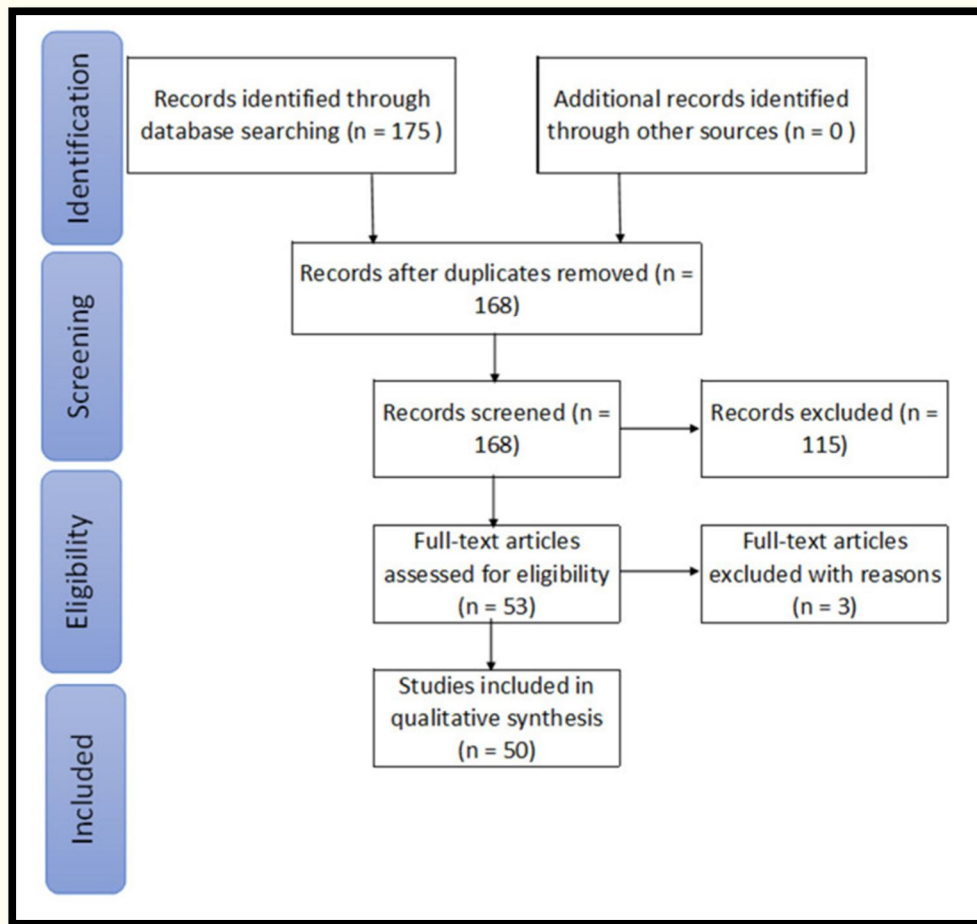 Identification
Records identified through
database searching (n = 175 )
Additional records identified
through other sources (n = 0 )
Records after duplicates removed (n =
168)
Screening
Records screened (n =
168)
Records excluded (n =
115)
Eligibility
Full-text articles
assessed for eligibility
(n = 53)
Full-text articles
excluded with reasons
(n = 3)
Included
Studies included in
qualitative synthesis
(n = 50)